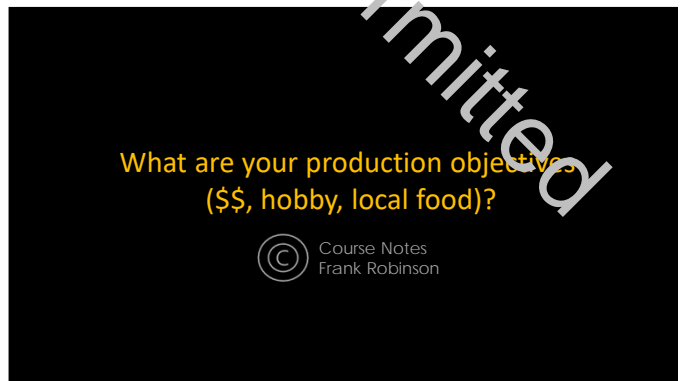 What are your production objectives
($$, hobby, local food)?
© Course Notes
Frank Robinson
mitted